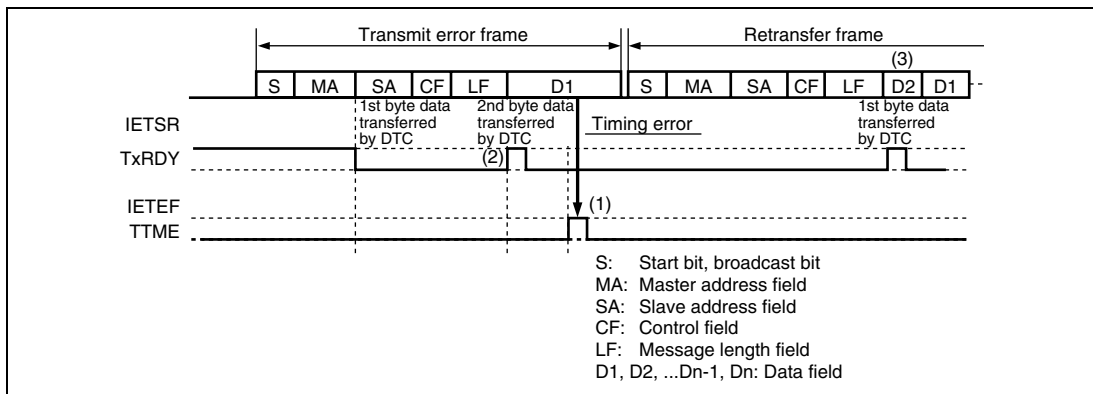 Transmit error frame
Retransfer frame
(3)
S MA SA CF LF D1 S MA SA CF LF D2 D1
1st byte data
transferred
by DTC
2nd byte data
transferred
by DTC
Timing error
1st byte data
transferred
by DTC
IETSR
TxRDY
(2)
IETEF
TTME
(1)
S: Start bit, broadcast bit
MA: Master address field
SA: Slave address field
CF: Control field
LF: Message length field
D1, D2, ...Dn-1, Dn: Data field